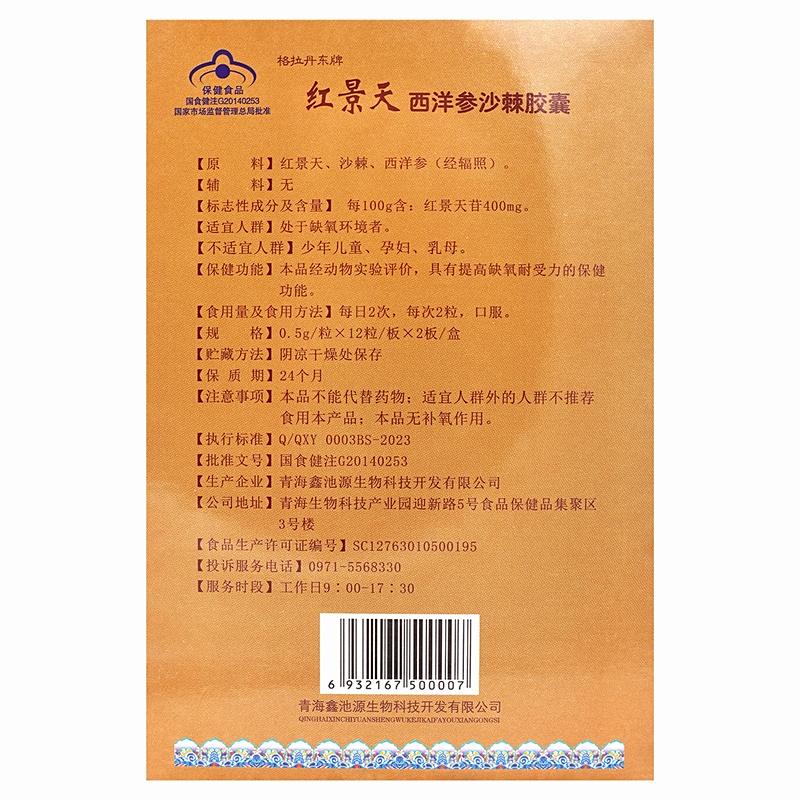 格拉丹东牌
保健食品
国食健注G20140253
国家市场监督管理总局批准
红景天 西洋参沙棘胶囊
【原 料】红景天、沙棘、西洋参（经辐照）。
【辅 料】无
【标志性成分及含量】 每100g含：红景天苷400mg。
【适宜人群】处于缺氧环境者。
【不适宜人群】少年儿童、孕妇、乳母。
【保健功能】本品经动物实验评价，具有提高缺氧耐受力的保健
功能。
【食用量及食用方法】每日2次，每次2粒，口服。
【规 格】0.5g/粒×12粒/板×2板/盒
【贮藏方法】阴凉干燥处保存
【保 质 期】24个月
【注意事项】本品不能代替药物；适宜人群外的人群不推荐
食用本产品；本品无补氧作用。
【执行标准】Q/QXY 0003BS-2023
【批准文号】国食健注G20140253
【生产企业】青海鑫池源生物科技开发有限公司
【公司地址】青海生物科技产业园迎新路5号食品保健品集聚区
3号楼
【食品生产许可证编号】SC12763010500195
【投诉服务电话】0971-5568330
【服务时段】工作日9：00-17：30
6 932167 500007
青海鑫池源生物科技开发有限公司
QINGHAIXINCHIYUANSHENGWUKEJIKAIFAYOUXIANGONGSI